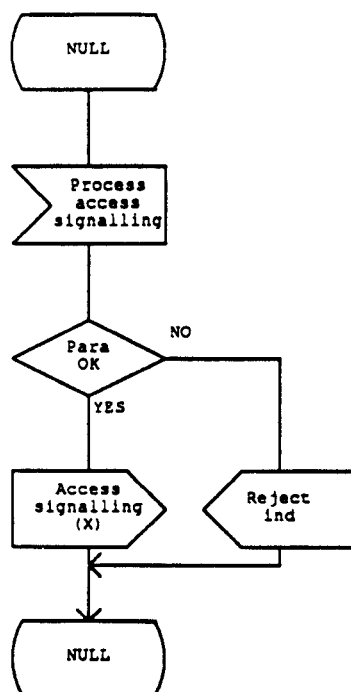 NULL
Process
access
signalling
Para
OK
NO
YES
Access
signalling
(X)
Reject
ind
NULL